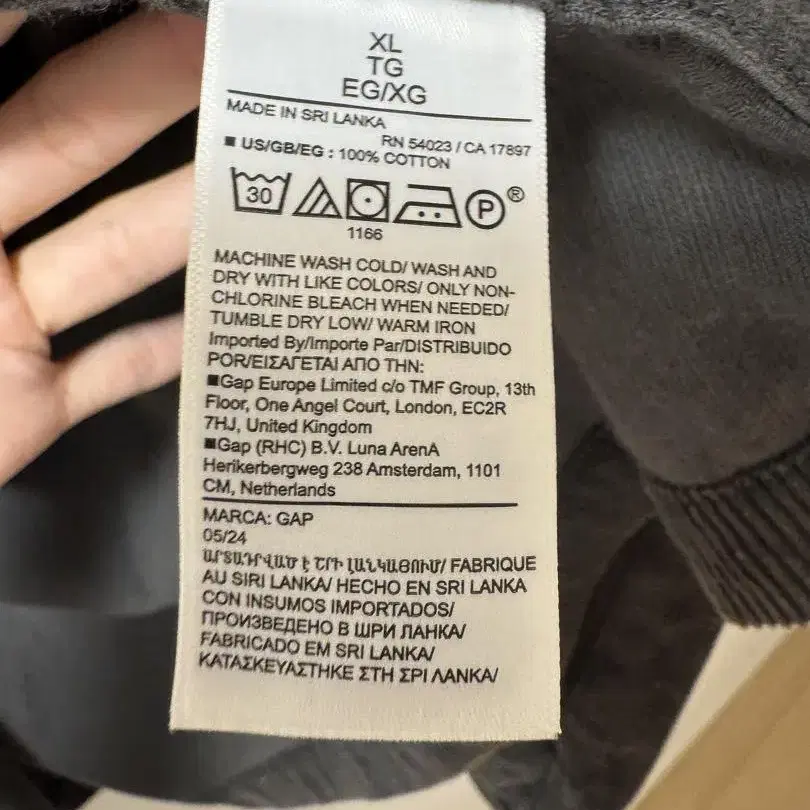 XL
TG
EG/XG
MADE IN SRI LANKA
RN 54023 / CA 17897
■ US/GB/EG : 100% COTTON
30 P ®
1166
MACHINE WASH COLD/ WASH AND
DRY WITH LIKE COLORS/ ONLY NON-
CHLORINE BLEACH WHEN NEEDED/
TUMBLE DRY LOW/ WARM IRON
Imported By/Importe Par/DISTRIBUIDO
POR/ΕΙΣΑΓΕΤΑΙ ΑΠΟ ΤΗΝ:
■Gap Europe Limited c/o TMF Group, 13th
Floor, One Angel Court, London, EC2R
7HJ, United Kingdom
■Gap (RHC) B.V. Luna ArenA
Herikerbergweg 238 Amsterdam, 1101
CM, Netherlands
MARCA: GAP
05/24
ԱՐՏԱԴՐՎԱԾ Է ՇՐԻ ԼԱՆԿԱՅՈՒՄ/ FABRIQUE
AU SIRI LANKA/ HECHO EN SRI LANKA
CON INSUMOS IMPORTADOS/
ПРОИЗВЕДЕНО В ШРИ ЛАНКА/
FABRICADO EM SRI LANKA/
ΚΑΤΑΣΚΕΥΑΣΤΗΚΕ ΣΤΗ ΣΡΙ ΛΑΝΚΑ/